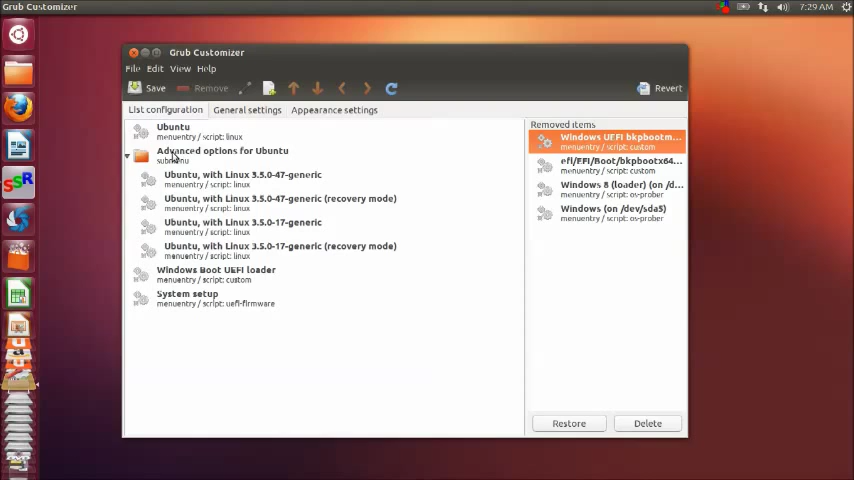 Grub Customizer
7:29 AM
Grub Customizer
File Edit View Help
Save Remove Revert
List configuration General settings Appearance settings
Ubuntu
menuentry / script: linux
Advanced options for Ubuntu
submenu
Ubuntu, with Linux 3.5.0-47-generic
menuentry / script: linux
Ubuntu, with Linux 3.5.0-47-generic (recovery mode)
menuentry / script: linux
Ubuntu, with Linux 3.5.0-17-generic
menuentry / script: linux
Ubuntu, with Linux 3.5.0-17-generic (recovery mode)
menuentry / script: linux
Windows Boot UEFI loader
menuentry / script: custom
System setup
menuentry / script: uefi-firmware
Removed items
Windows UEFI bkpbootm...
menuentry / script: custom
efi/EFI/Boot/bkpbootx64...
menuentry / script: custom
Windows 8 (loader) (on /d...
menuentry / script: os-prober
Windows (on /dev/sda5)
menuentry / script: os-prober
Restore Delete